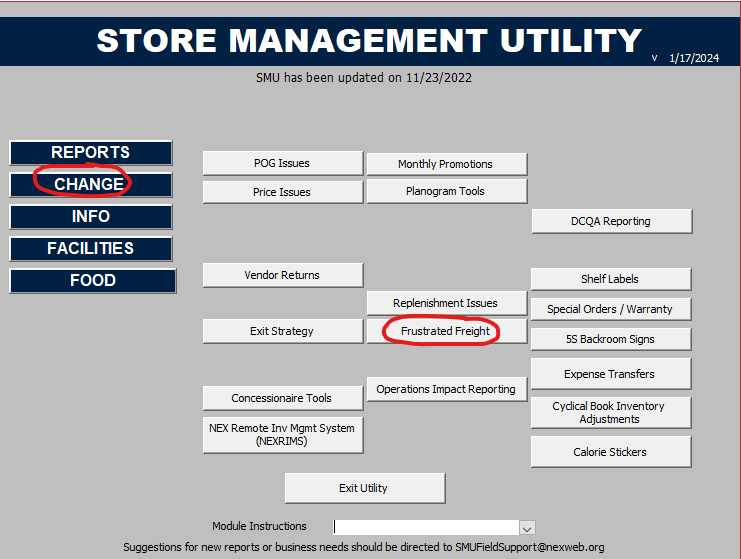 STORE MANAGEMENT UTILITY
v 1/17/2024
SMU has been updated on 11/23/2022
REPORTS
CHANGE
INFO
FACILITIES
FOOD
POG Issues
Monthly Promotions
Price Issues
Planogram Tools
DCQA Reporting
Vendor Returns
Shelf Labels
Replenishment Issues
Special Orders / Warranty
Exit Strategy
Frustrated Freight
5S Backroom Signs
Expense Transfers
Operations Impact Reporting
Concessionaire Tools
Cyclical Book Inventory
Adjustments
NEX Remote Inv Mgmt System
(NEXRIMS)
Calorie Stickers
Exit Utility
Module Instructions
Suggestions for new reports or business needs should be directed to SMUFieldSupport@nexweb.org